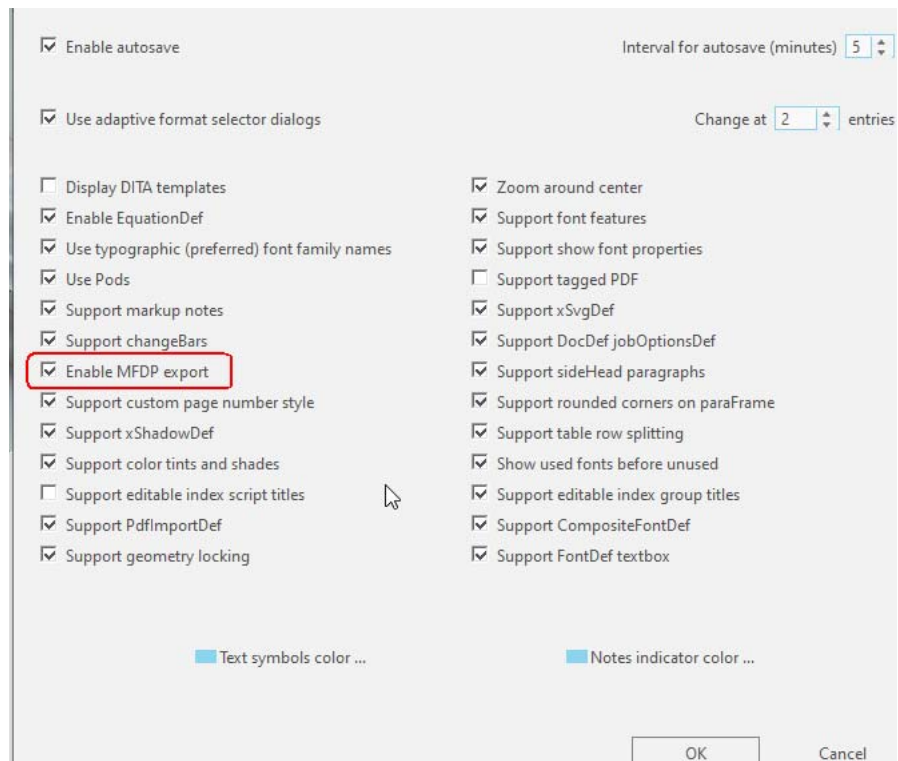 Enable autosave Interval for autosave (minutes) 5
Use adaptive format selector dialogs Change at 2 entries
Display DITA templates Zoom around center
Enable EquationDef Support font features
Use typographic (preferred) font family names Support show font properties
Use Pods Support tagged PDF
Support markup notes Support xSvgDef
Support changeBars Support DocDef jobOptionsDef
Enable MFDP export Support sideHead paragraphs
Support custom page number style Support rounded corners on paraFrame
Support xShadowDef Support table row splitting
Support color tints and shades Show used fonts before unused
Support editable index script titles Support editable index group titles
Support PdfImportDef Support CompositeFontDef
Support geometry locking Support FontDef textbox
Text symbols color ... Notes indicator color ...
OK Cancel